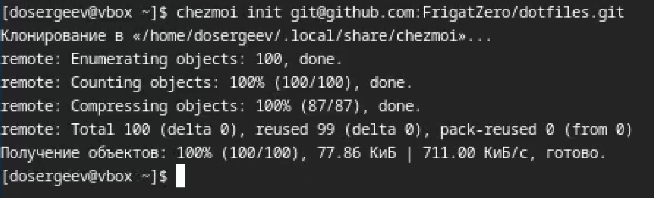 [dosergeev@vbox ~]$ chezmoi init git@github.com:FrigatZero/dotfiles.git
Клонирование в «/home/dosergeev/.local/share/chezmoi»...
remote: Enumerating objects: 100, done.
remote: Counting objects: 100% (100/100), done.
remote: Compressing objects: 100% (87/87), done.
remote: Total 100 (delta 0), reused 99 (delta 0), pack-reused 0 (from 0)
Получение объектов: 100% (100/100), 77.86 КиБ | 711.00 КиБ/с, готово.
[dosergeev@vbox ~]$